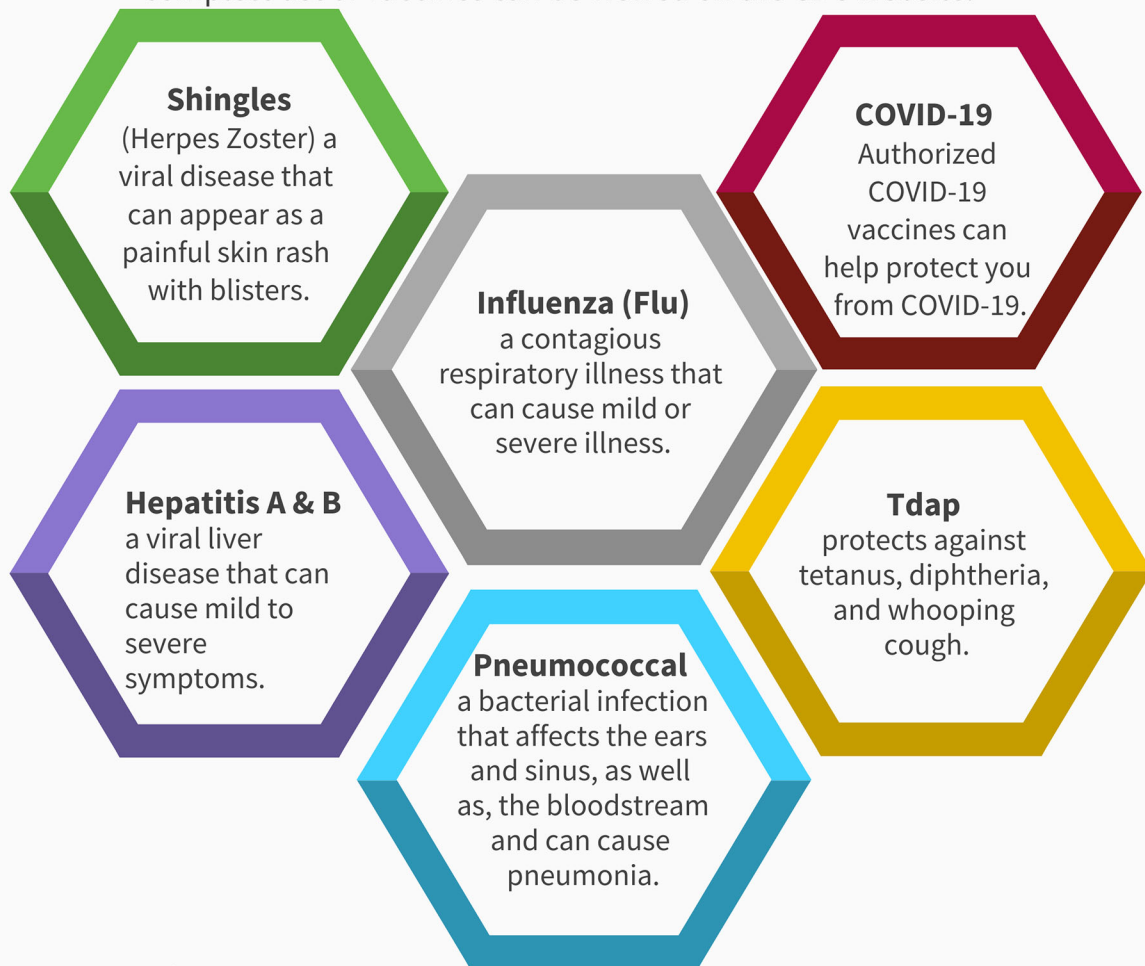 Shingles
(Herpes Zoster) a
viral disease that
can appear as a
painful skin rash
with blisters.
COVID-19
Authorized
COVID-19
vaccines can
help protect you
from COVID-19.
Influenza (Flu)
a contagious
respiratory illness that
can cause mild or
severe illness.
Hepatitis A & B
a viral liver
disease that can
cause mild to
severe
symptoms.
Tdap
protects against
tetanus, diphtheria,
and whooping
cough.
Pneumococcal
a bacterial infection
that affects the ears
and sinus, as well
as, the bloodstream
and can cause
pneumonia.